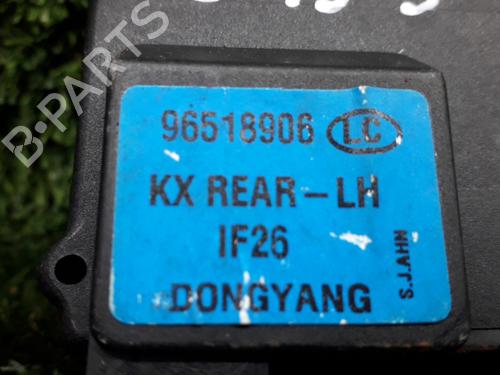 96518906 LC
KX REAR-LH
IF26
DONGYANG
S.J.AHN
B-PARTS